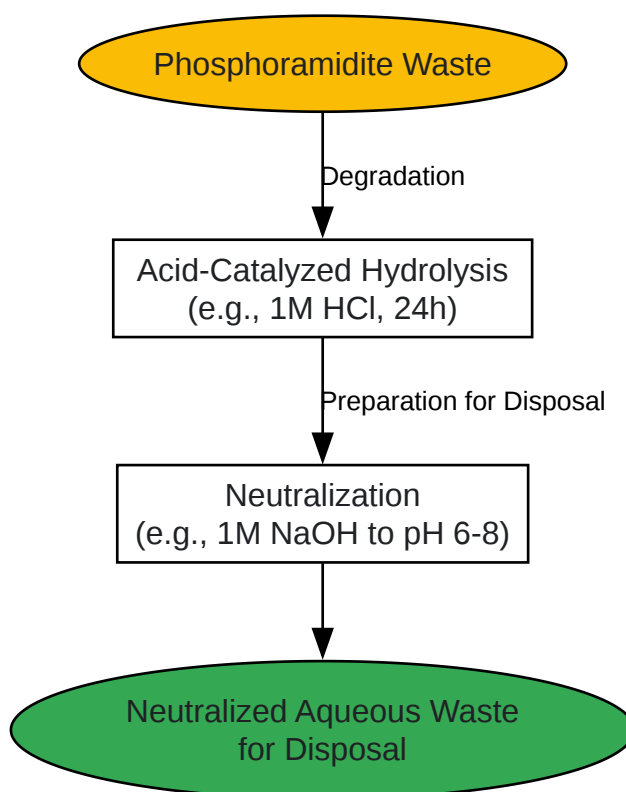 Phosphoramidite Waste
Degradation
Acid-Catalyzed Hydrolysis
(e.g., 1M HCl, 24h)
Preparation for Disposal
Neutralization
(e.g., 1M NaOH to pH 6-8)
Neutralized Aqueous Waste
for Disposal